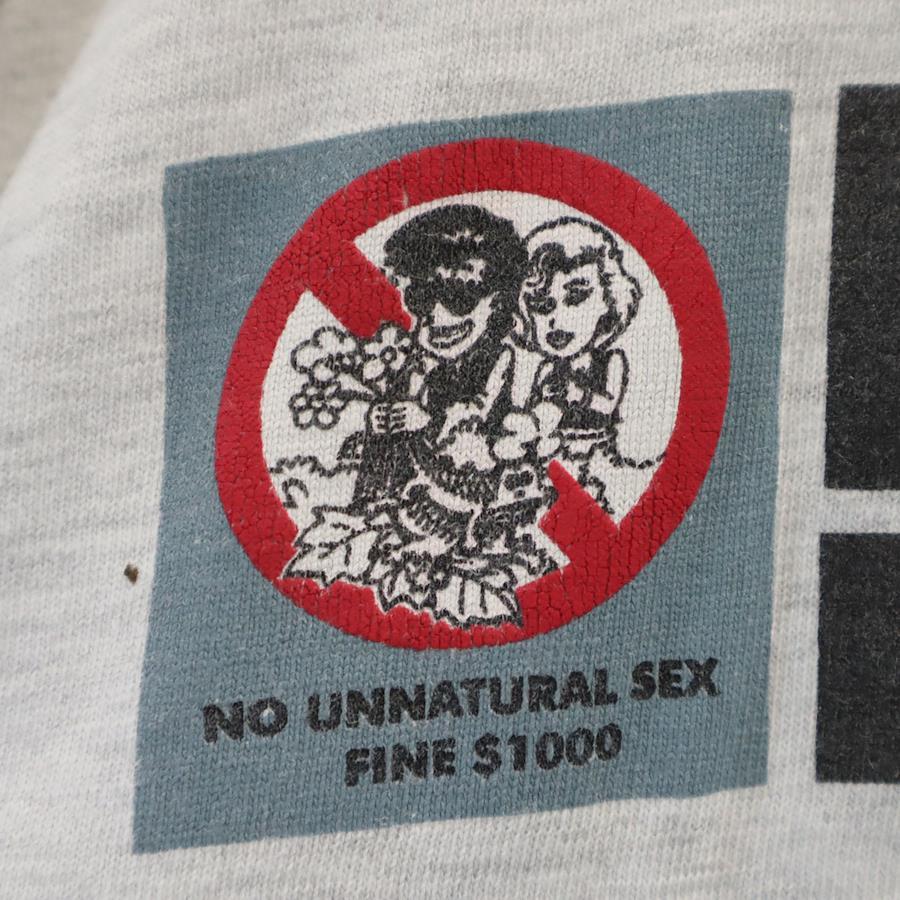 NO UNNATURAL SEX
FINE $1000